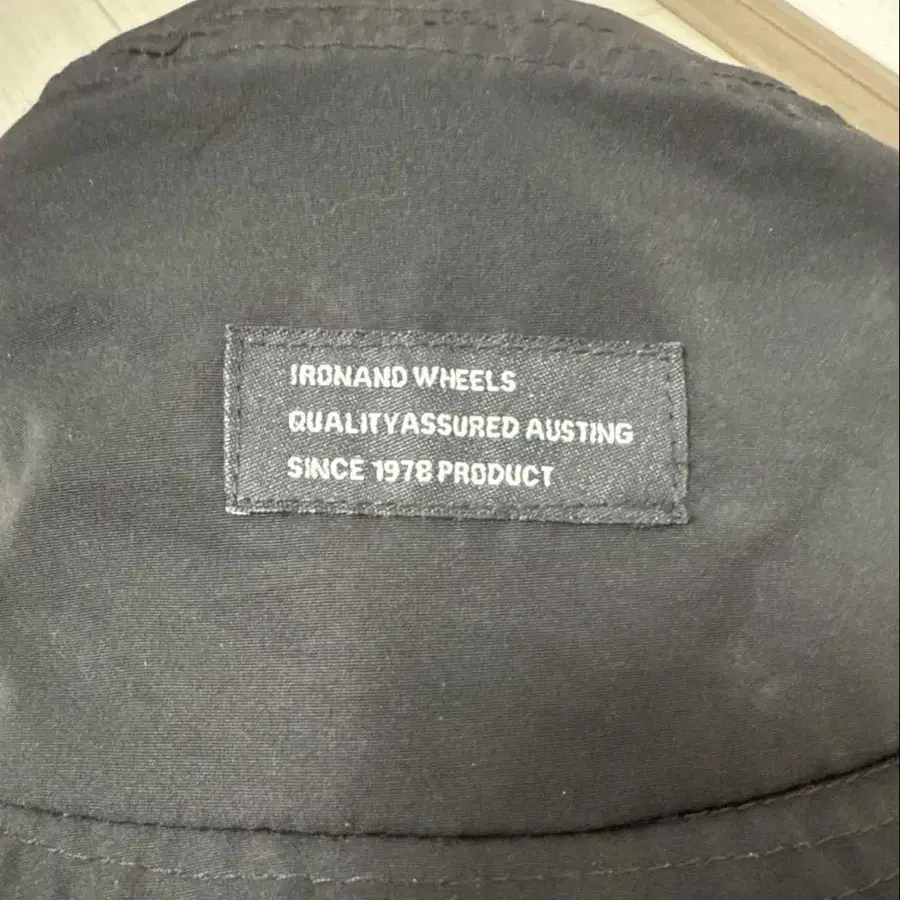 IRONAND WHEELS
QUALITYASSURED AUSTING
SINCE 1978 PRODUCT